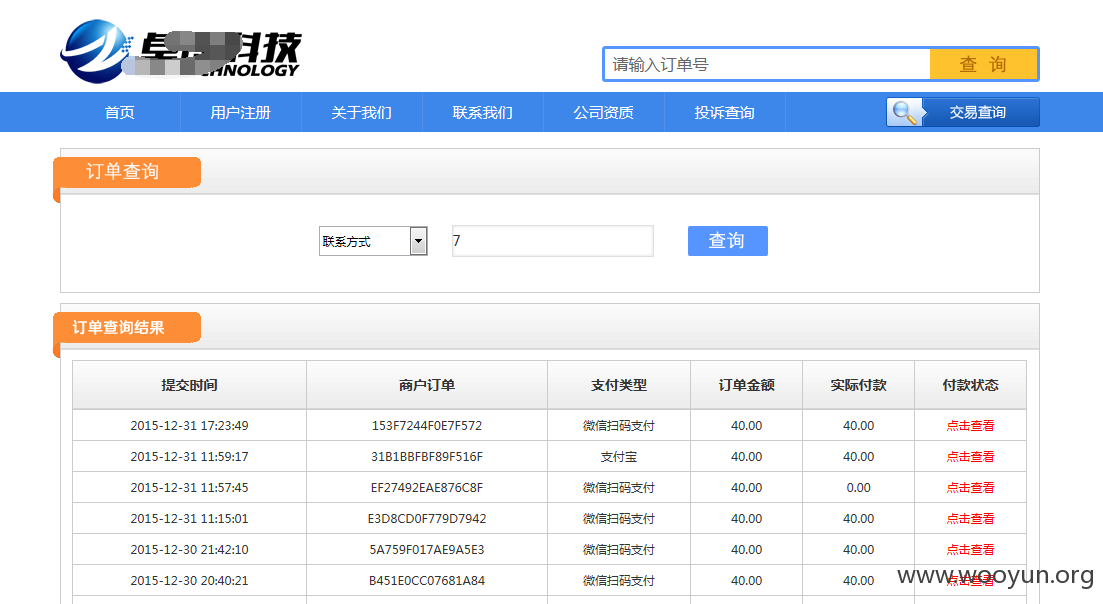 卓 科技
HNOLOGY
请输入订单号
查 询
首页 用户注册 关于我们 联系我们 公司资质 投诉查询 交易查询
订单查询
联系方式 7 查询
订单查询结果
提交时间 商户订单 支付类型 订单金额 实际付款 付款状态
2015-12-31 17:23:49 153F7244F0E7F572 微信扫码支付 40.00 40.00 点击查看
2015-12-31 11:59:17 31B1BBFBF89F516F 支付宝 40.00 40.00 点击查看
2015-12-31 11:57:45 EF27492EAE876C8F 微信扫码支付 40.00 0.00 点击查看
2015-12-31 11:15:01 E3D8CD0F779D7942 微信扫码支付 40.00 40.00 点击查看
2015-12-30 21:42:10 5A759F017AE9A5E3 微信扫码支付 40.00 40.00 点击查看
2015-12-30 20:40:21 B451E0CC07681A84 微信扫码支付 40.00 40.00 点击查看
www.wooyun.org